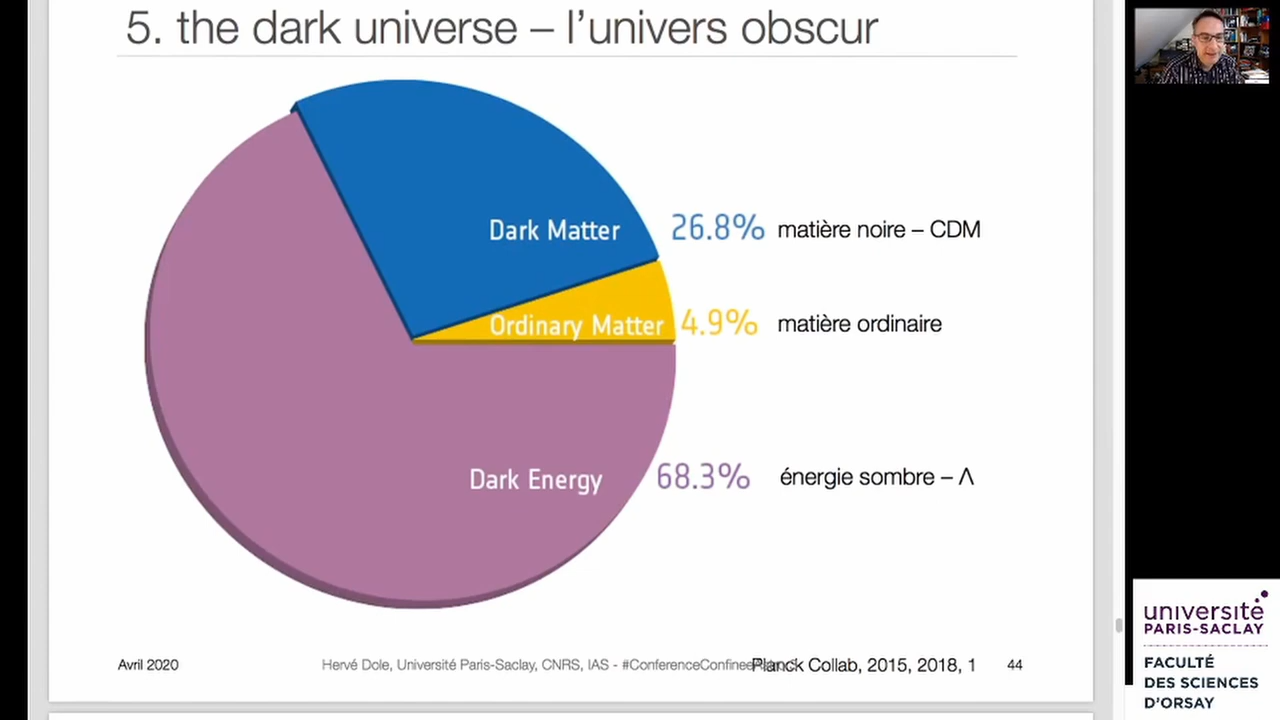 5. the dark universe – l'univers obscur
Dark Matter 26.8% matière noire – CDM
Ordinary Matter 4.9% matière ordinaire
Dark Energy 68.3% énergie sombre – Λ
Avril 2020 Hervé Dole, Université Paris-Saclay, CNRS, IAS - Planck Collab, 2015, 2018, 1 44
université
PARIS-SACLAY
FACULTÉ
DES SCIENCES
D'ORSAY